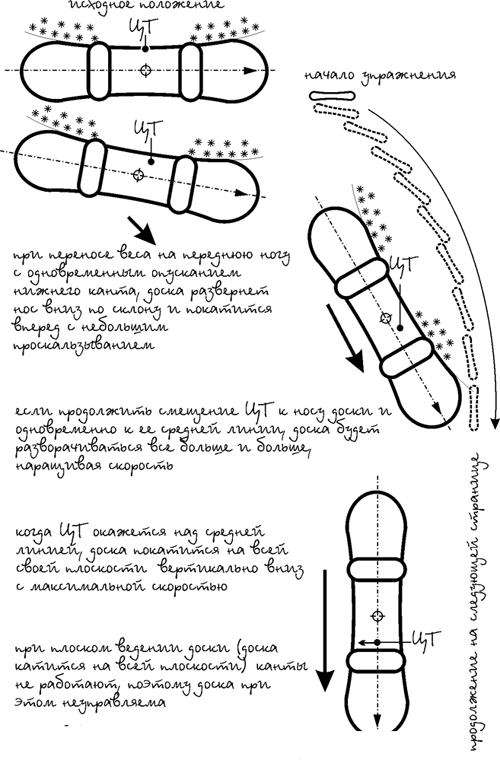 исходное положение
ЦТ
начало упражнения
ЦТ
при переносе веса на переднюю ногу
с одновременным опусканием
нижнего канта, доска развернет
нос вниз по склону и покатится
вперед с небольшим
проскальзыванием
ЦТ
если продолжить смещение ЦТ к носу доски и
одновременно к ее средней линии, доска будет
разворачиваться все больше и больше,
наращивая скорость
когда ЦТ окажется над средней
линией, доска покатится на всей
своей плоскости вертикально вниз
с максимальной скоростью
ЦТ
при плоском ведении доски (доска
катится на всей плоскости) канты
не работают, поэтому доска при
этом неуправляема
продолжение на следующей странице